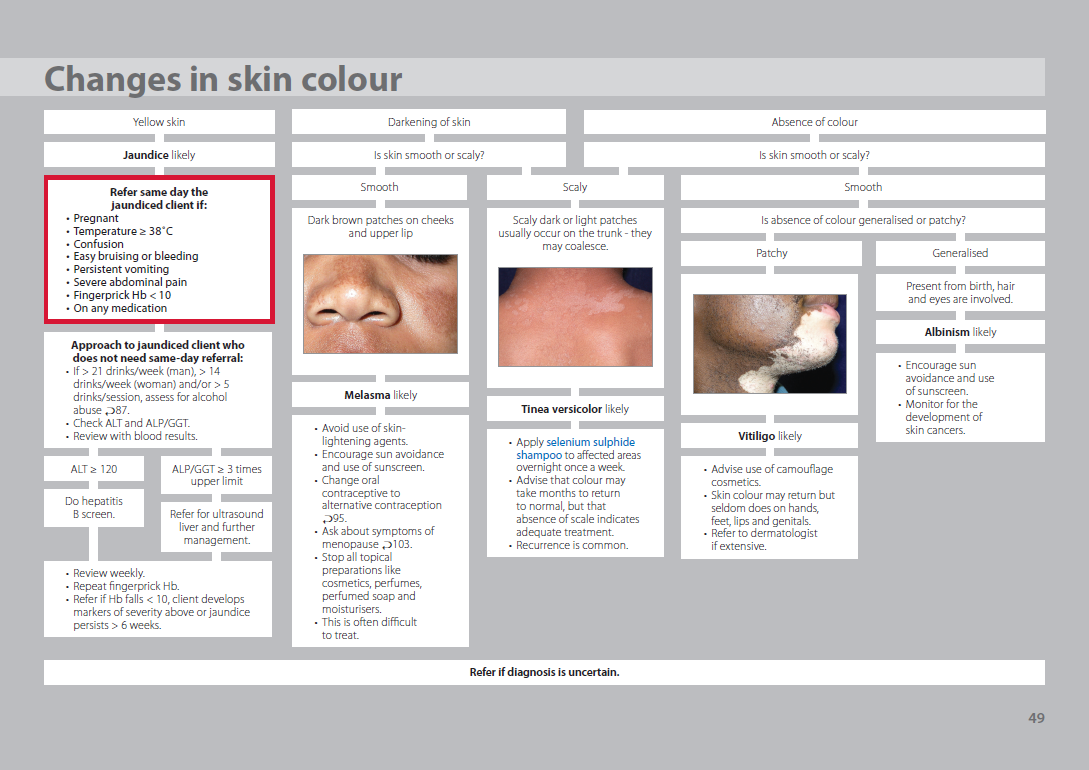 Changes in skin colour
Yellow skin
Jaundice likely
Refer same day the
jaundiced client if:
• Pregnant
• Temperature ≥ 38˚C
• Confusion
• Easy bruising or bleeding
• Persistent vomiting
• Severe abdominal pain
• Fingerprick Hb < 10
• On any medication
Approach to jaundiced client who
does not need same-day referral:
• If > 21 drinks/week (man), > 14
drinks/week (woman) and/or > 5
drinks/session, assess for alcohol
abuse ⮌87.
• Check ALT and ALP/GGT.
• Review with blood results.
ALT ≥ 120
Do hepatitis
B screen.
ALP/GGT ≥ 3 times
upper limit
Refer for ultrasound
liver and further
management.
• Review weekly.
• Repeat fingerprick Hb.
• Refer if Hb falls < 10, client develops
markers of severity above or jaundice
persists > 6 weeks.
Darkening of skin
Is skin smooth or scaly?
Smooth
Dark brown patches on cheeks
and upper lip
Melasma likely
• Avoid use of skin-
lightening agents.
• Encourage sun avoidance
and use of sunscreen.
• Change oral
contraceptive to
alternative contraception
⮌95.
• Ask about symptoms of
menopause ⮌103.
• Stop all topical
preparations like
cosmetics, perfumes,
perfumed soap and
moisturisers.
• This is often difficult
to treat.
Scaly
Scaly dark or light patches
usually occur on the trunk - they
may coalesce.
Tinea versicolor likely
• Apply selenium sulphide
shampoo to affected areas
overnight once a week.
• Advise that colour may
take months to return
to normal, but that
absence of scale indicates
adequate treatment.
• Recurrence is common.
Absence of colour
Is skin smooth or scaly?
Smooth
Is absence of colour generalised or patchy?
Patchy
Vitiligo likely
• Advise use of camouflage
cosmetics.
• Skin colour may return but
seldom does on hands,
feet, lips and genitals.
• Refer to dermatologist
if extensive.
Generalised
Present from birth, hair
and eyes are involved.
Albinism likely
• Encourage sun
avoidance and use
of sunscreen.
• Monitor for the
development of
skin cancers.
Refer if diagnosis is uncertain.
49